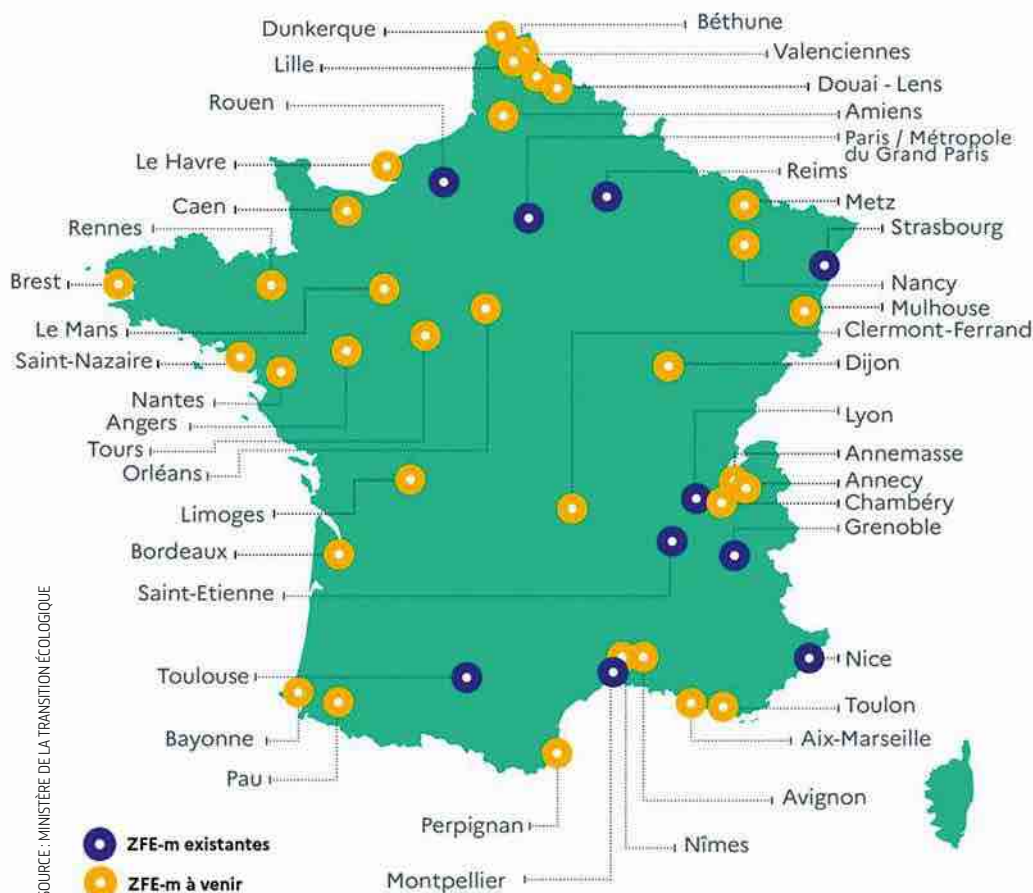 Dunkerque
Béthune
Lille
Valenciennes
Douai - Lens
Rouen
Amiens
Paris / Métropole
du Grand Paris
Le Havre
Reims
Caen
Metz
Rennes
Strasbourg
Brest
Nancy
Mulhouse
Le Mans
Clermont-Ferrand
Saint-Nazaire
Dijon
Nantes
Lyon
Angers
Tours
Annemasse
Orléans
Annecy
Chambéry
Limoges
Grenoble
Bordeaux
Saint-Etienne
Toulouse
Nice
Toulon
Bayonne
Aix-Marseille
Pau
Avignon
Perpignan
Nîmes
Montpellier
ZFE-m existantes
ZFE-m à venir
SOURCE : MINISTÈRE DE LA TRANSITION ÉCOLOGIQUE